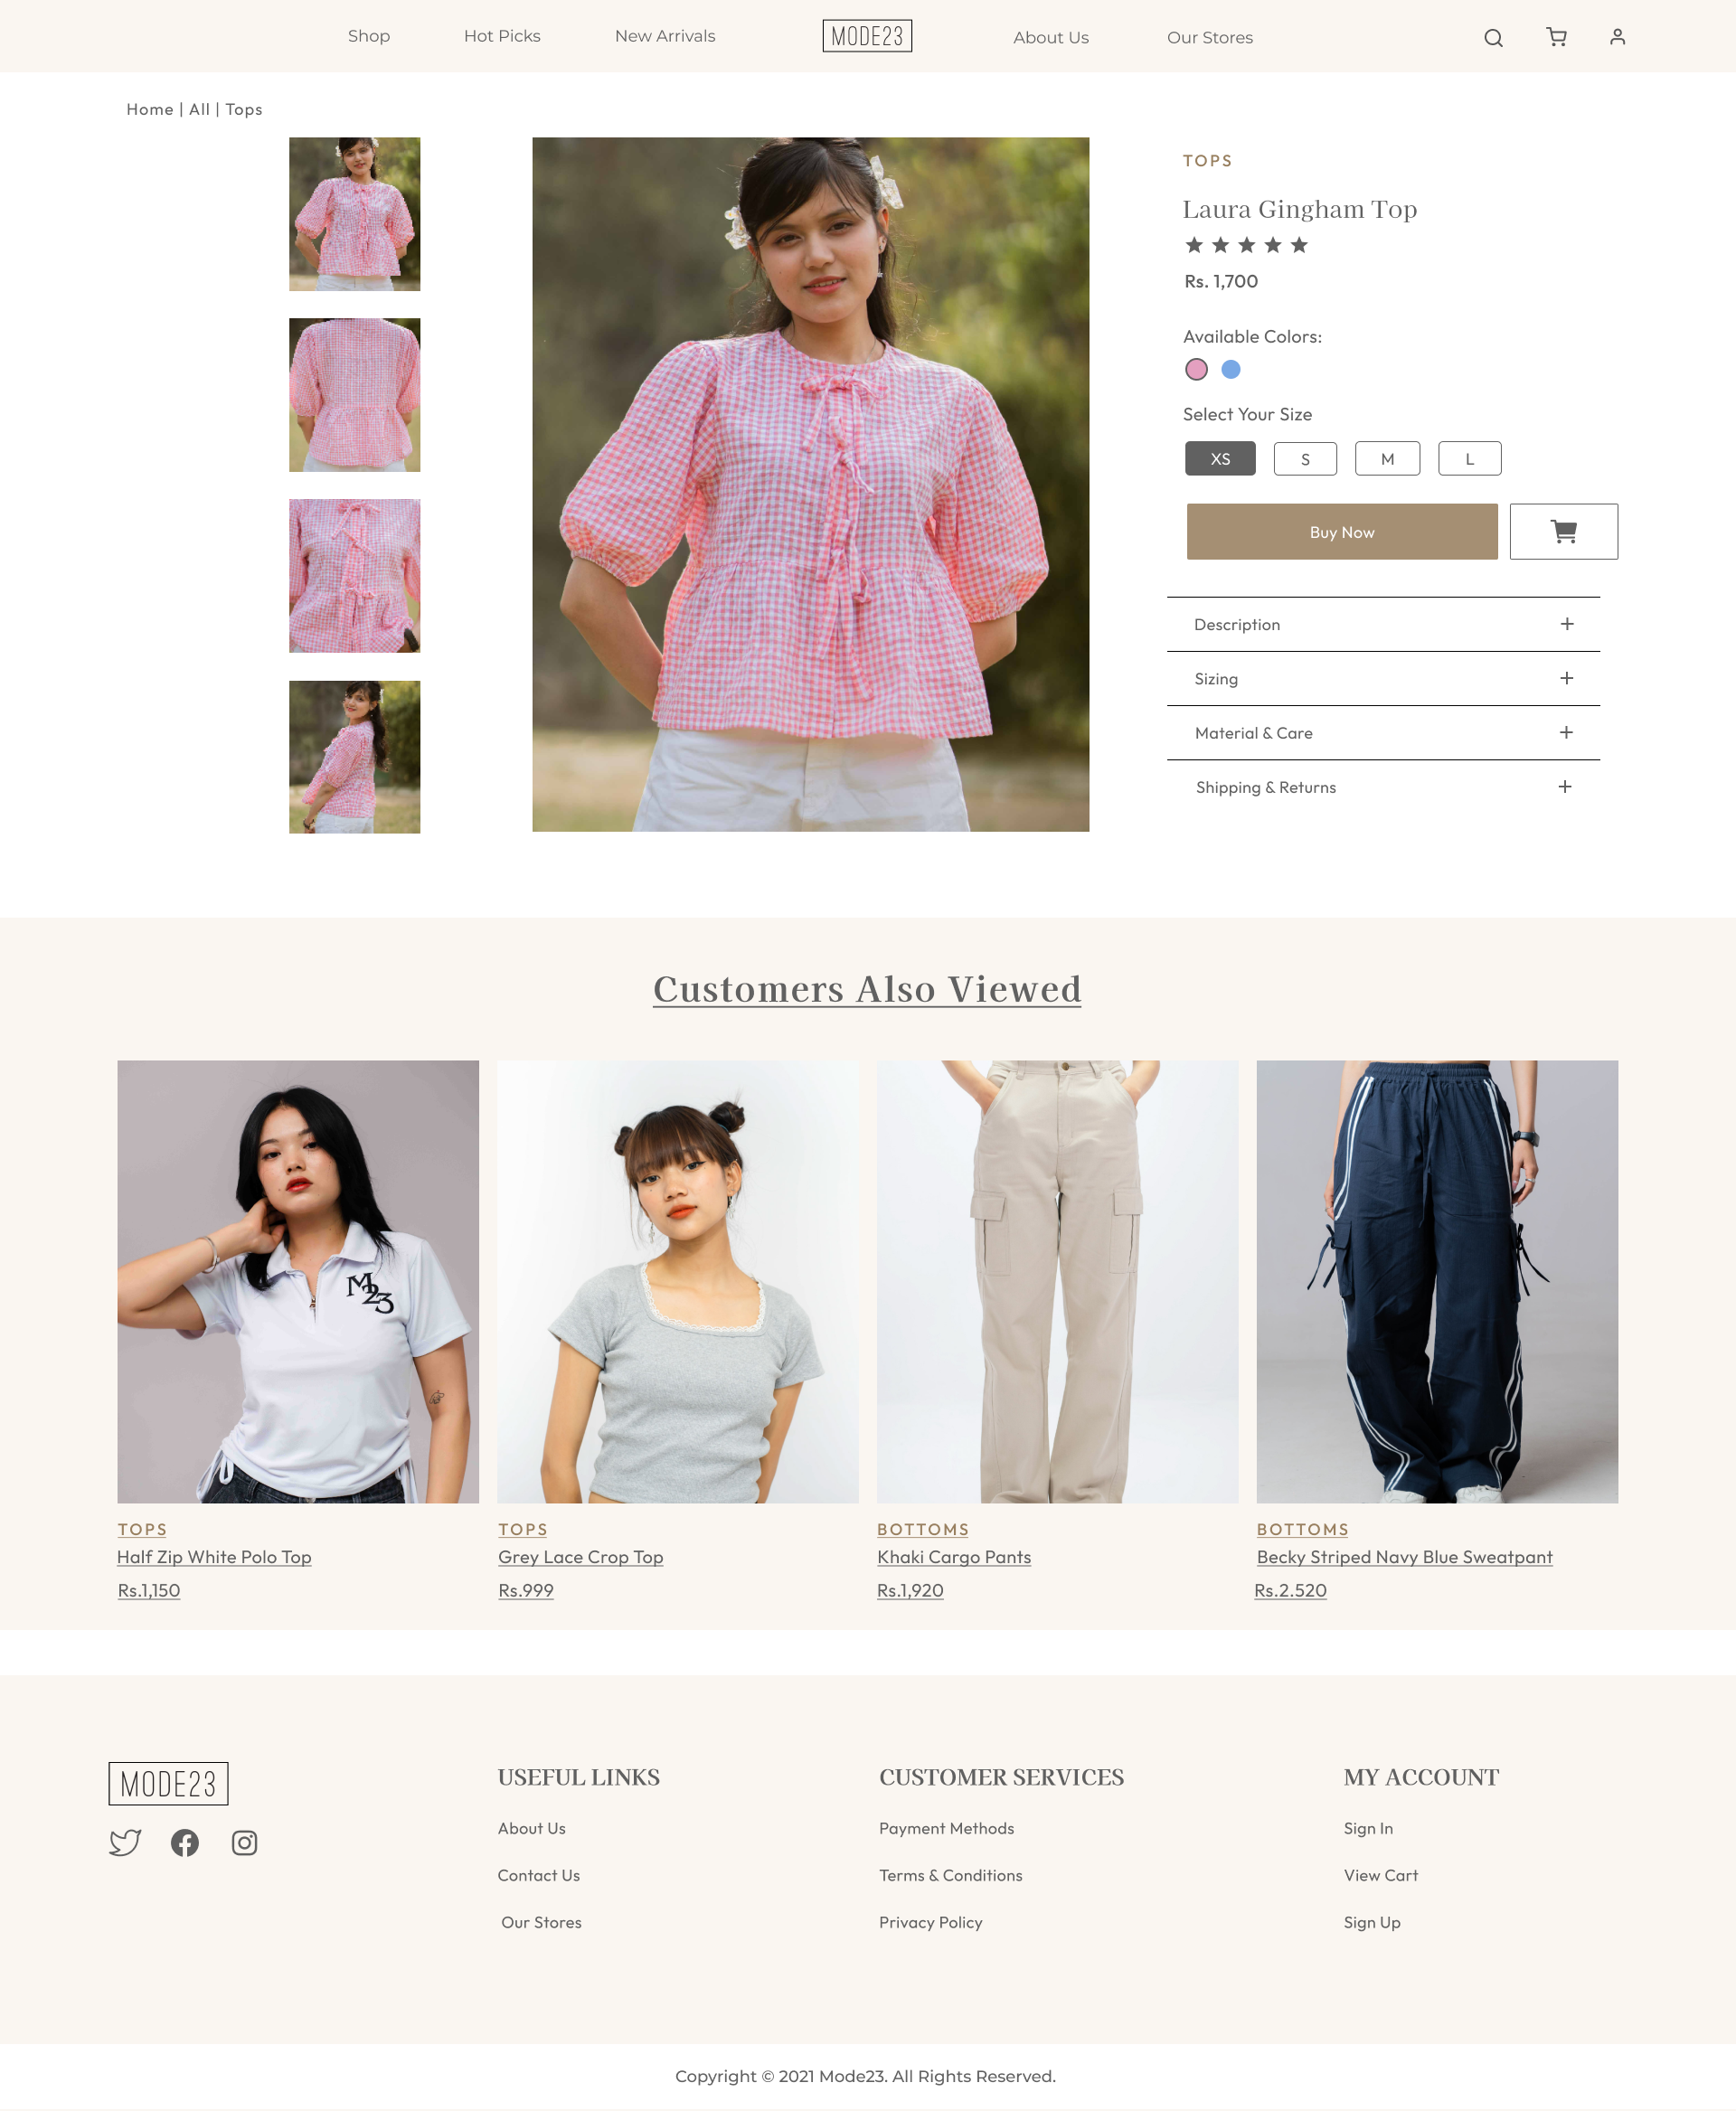 Shop
Hot Picks
New Arrivals
MODE23
About Us
Our Stores
Home | All | Tops
TOPS
Laura Gingham Top
Rs. 1,700
Available Colors:
Select Your Size
XS S M L
Buy Now
Description
Sizing
Material & Care
Shipping & Returns
Customers Also Viewed
M23
TOPS
Half Zip White Polo Top
Rs.1,150
TOPS
Grey Lace Crop Top
Rs.999
BOTTOMS
Khaki Cargo Pants
Rs.1,920
BOTTOMS
Becky Striped Navy Blue Sweatpant
Rs.2.520
MODE23
USEFUL LINKS
About Us
Contact Us
Our Stores
CUSTOMER SERVICES
Payment Methods
Terms & Conditions
Privacy Policy
MY ACCOUNT
Sign In
View Cart
Sign Up
Copyright © 2021 Mode23. All Rights Reserved.